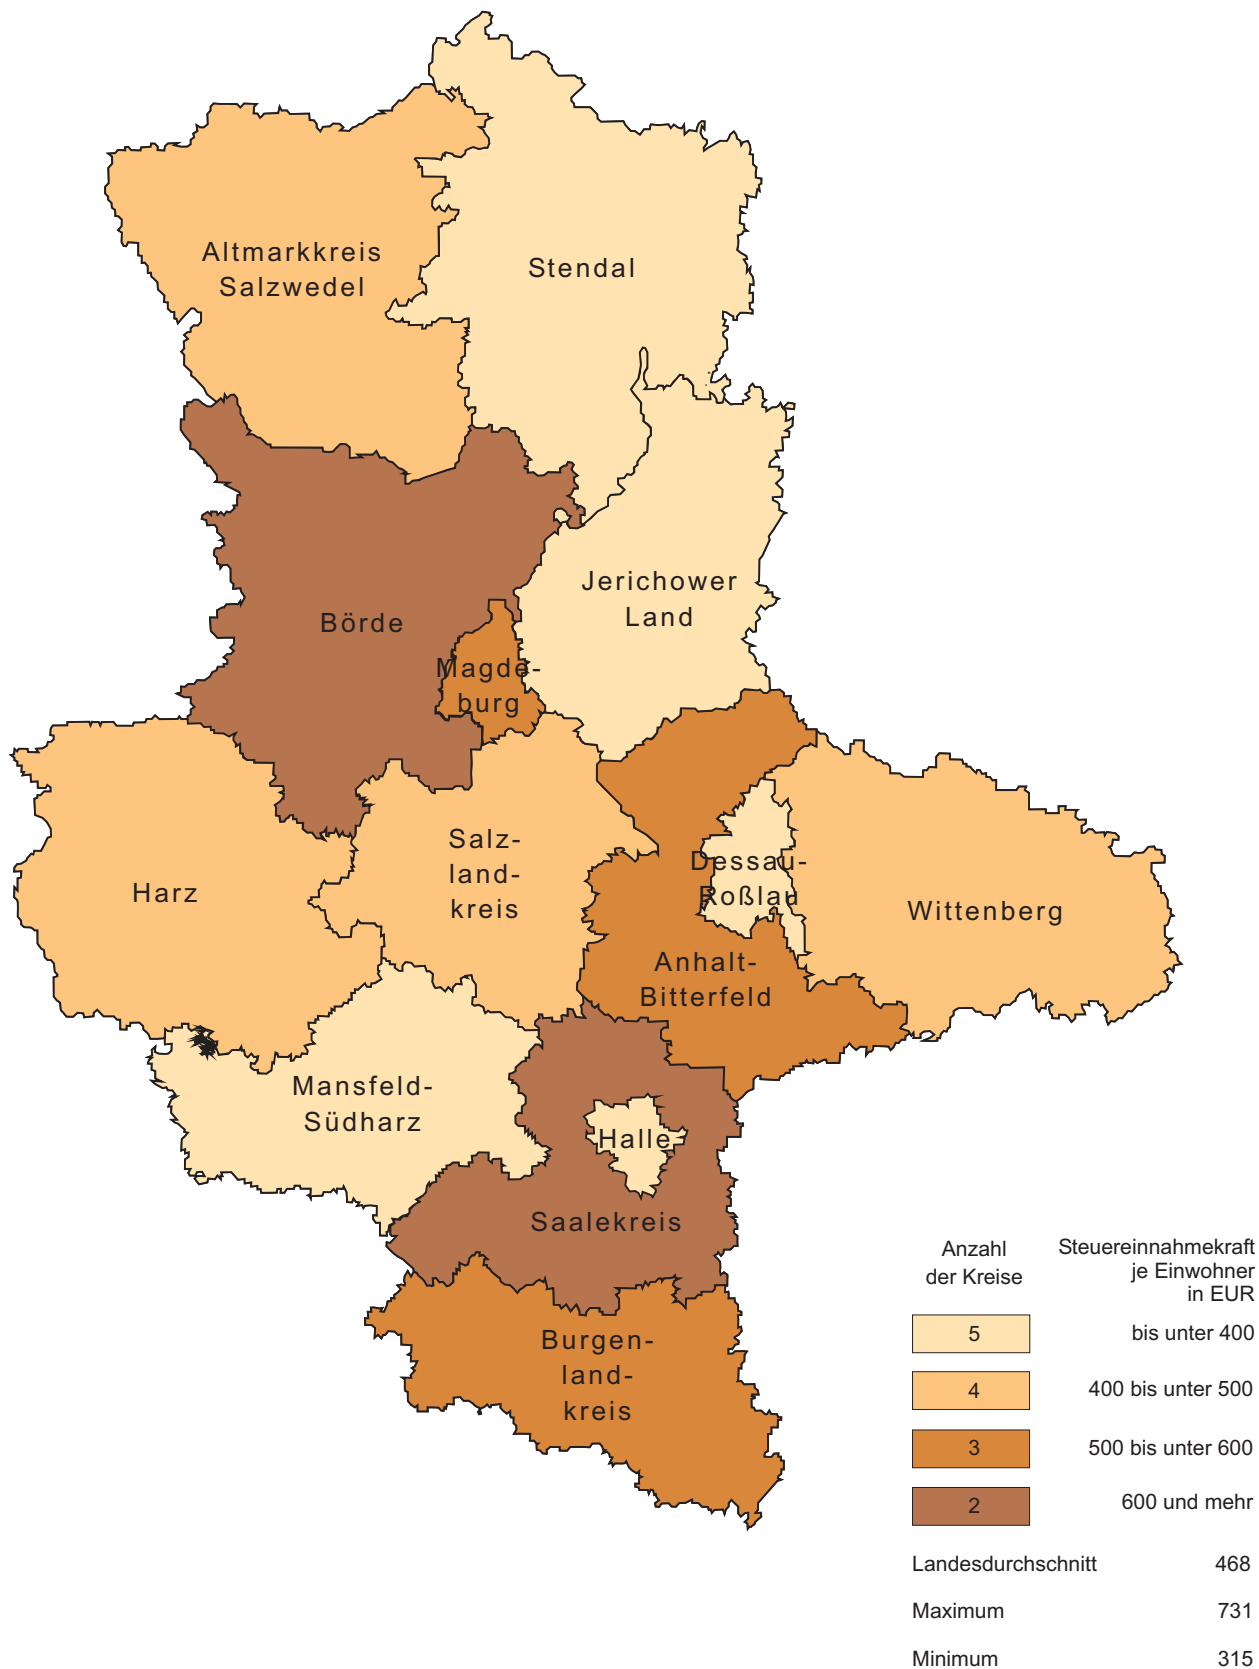 Altmarkkreis
Salzwedel
Stendal
Jerichower
Land
Börde
Magde-
burg
Salz-
land-
kreis
Harz
Dessau-
Roßlau
Wittenberg
Anhalt-
Bitterfeld
Mansfeld-
Südharz
Halle
Saalekreis
Burgen-
land-
kreis
Anzahl
der Kreise
Steuereinnahmekraft
je Einwohner
in EUR
5 bis unter 400
4 400 bis unter 500
3 500 bis unter 600
2 600 und mehr
Landesdurchschnitt 468
Maximum 731
Minimum 315